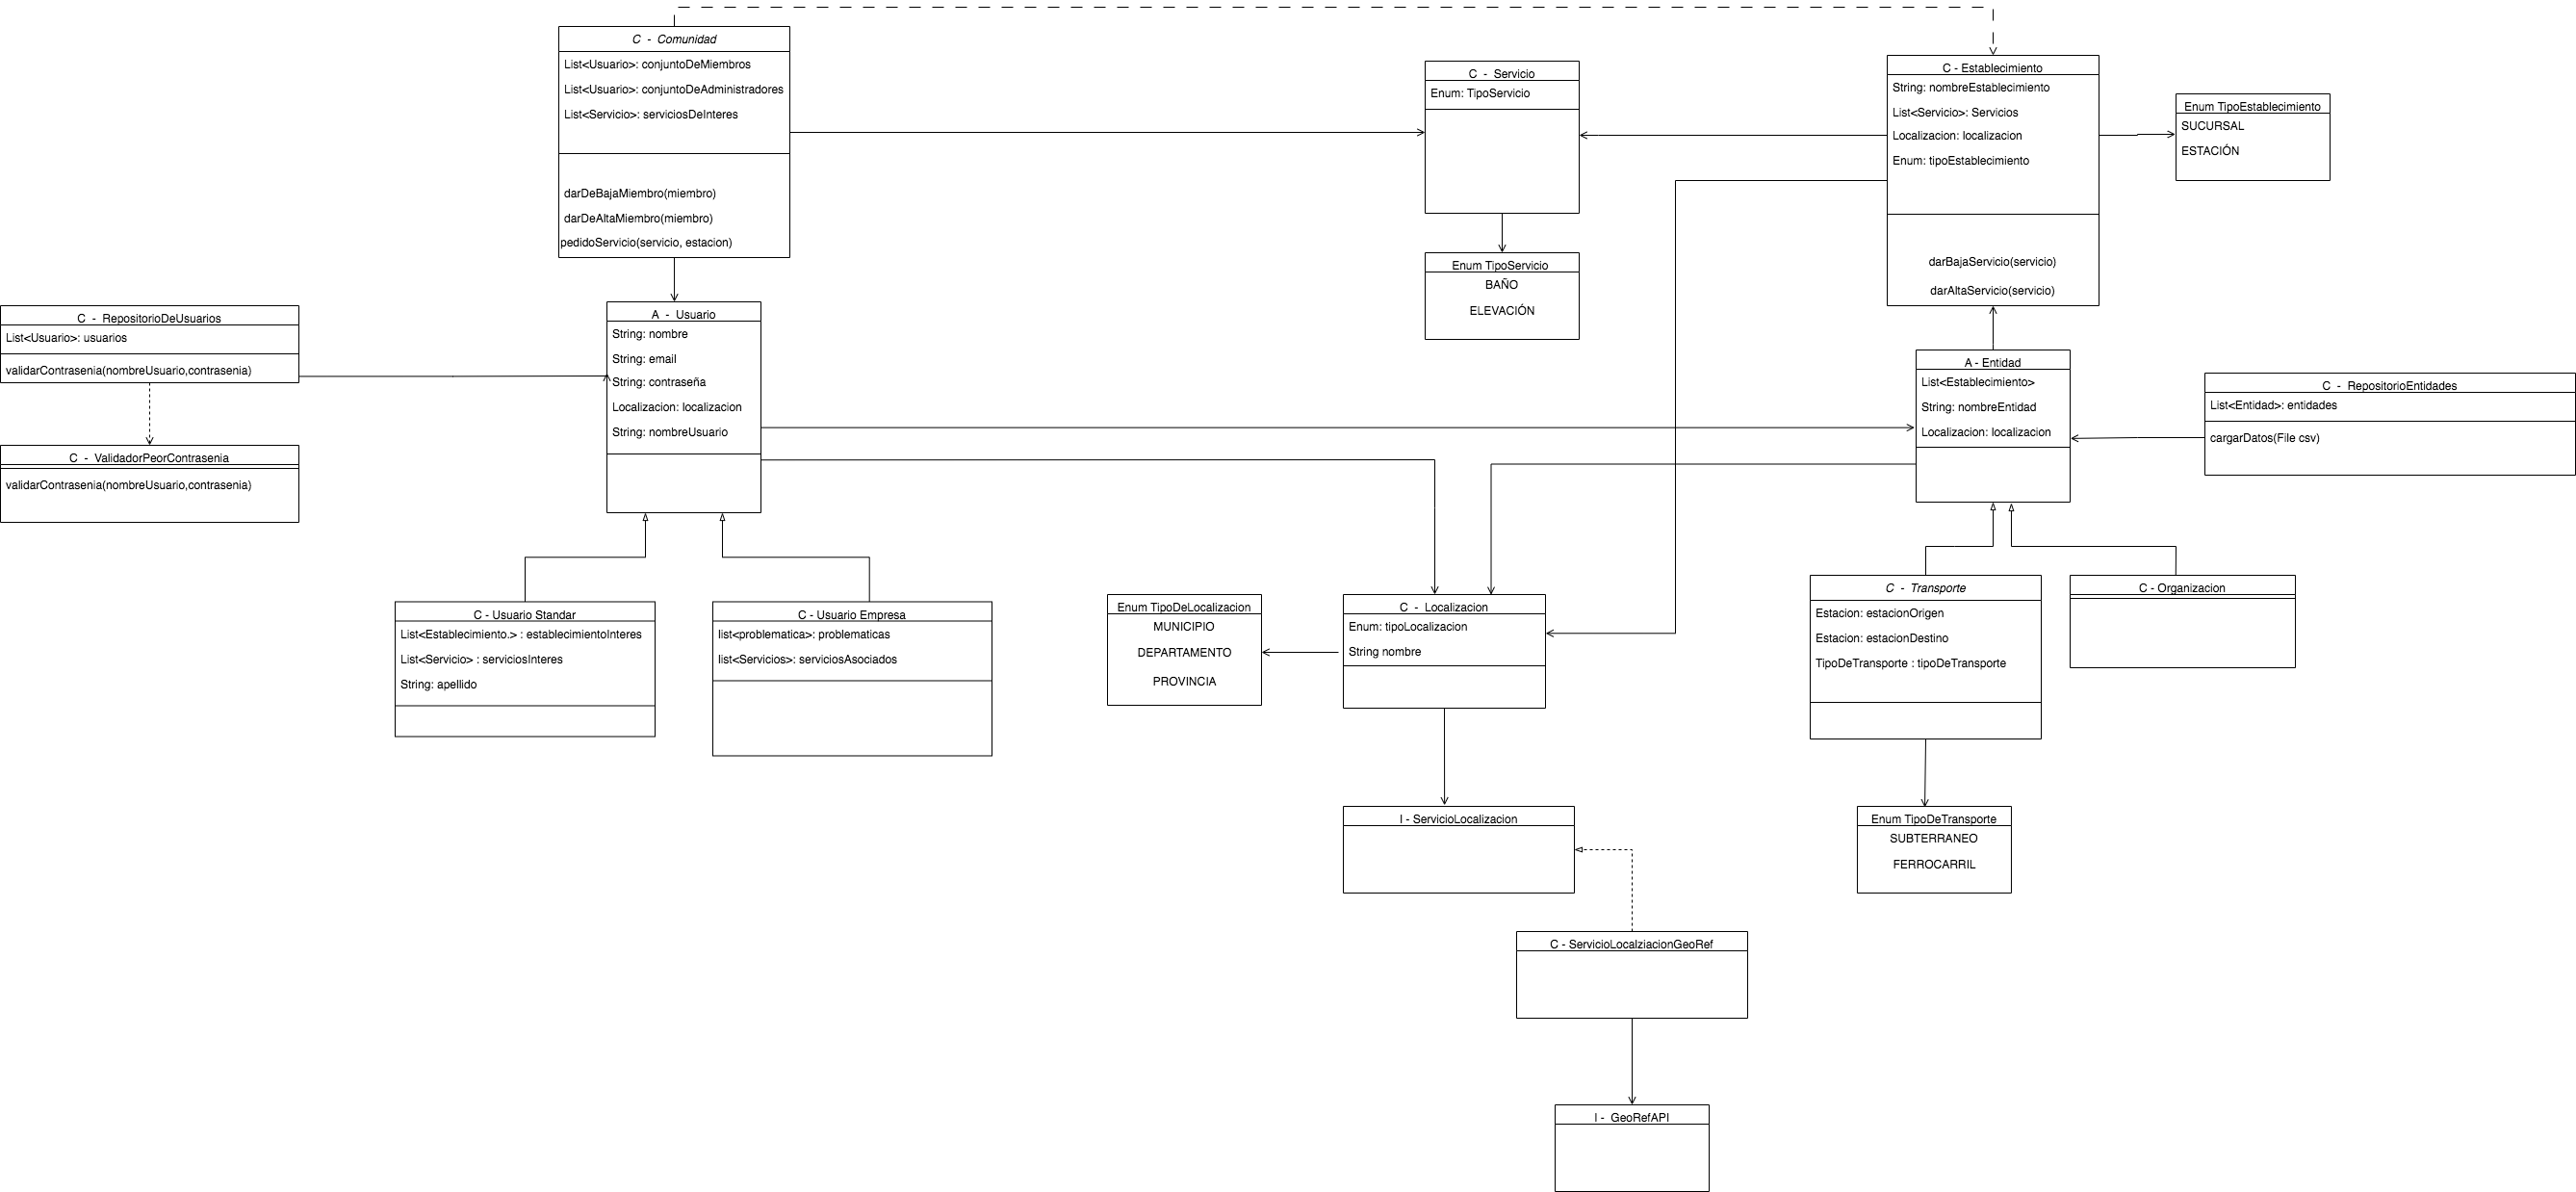 C - Comunidad
List<Usuario>: conjuntoDeMiembros
List<Usuario>: conjuntoDeAdministradores
List<Servicio>: serviciosDeInteres
darDeBajaMiembro(miembro)
darDeAltaMiembro(miembro)
pedidoServicio(servicio, estacion)
C - Servicio
Enum: TipoServicio
C - Establecimiento
String: nombreEstablecimiento
List<Servicio>: Servicios
Localizacion: localizacion
Enum: tipoEstablecimiento
darBajaServicio(servicio)
darAltaServicio(servicio)
Enum TipoEstablecimiento
SUCURSAL
ESTACIÓN
Enum TipoServicio
BAÑO
ELEVACIÓN
C - RepositorioDeUsuarios
List<Usuario>: usuarios
validarContrasenia(nombreUsuario,contrasenia)
A - Usuario
String: nombre
String: email
String: contraseña
Localizacion: localizacion
String: nombreUsuario
A - Entidad
List<Establecimiento>
String: nombreEntidad
Localizacion: localizacion
C - RepositorioEntidades
List<Entidad>: entidades
cargarDatos(File csv)
C - ValidadorPeorContrasenia
validarContrasenia(nombreUsuario,contrasenia)
C - Usuario Standar
List<Establecimiento.> : establecimientoInteres
List<Servicio> : serviciosInteres
String: apellido
C - Usuario Empresa
list<problematica>: problematicas
list<Servicios>: serviciosAsociados
Enum TipoDeLocalizacion
MUNICIPIO
DEPARTAMENTO
PROVINCIA
C - Localizacion
Enum: tipoLocalizacion
String nombre
C - Transporte
Estacion: estacionOrigen
Estacion: estacionDestino
TipoDeTransporte : tipoDeTransporte
C - Organizacion
I - ServicioLocalizacion
Enum TipoDeTransporte
SUBTERRANEO
FERROCARRIL
C - ServicioLocalziacionGeoRef
I - GeoRefAPI